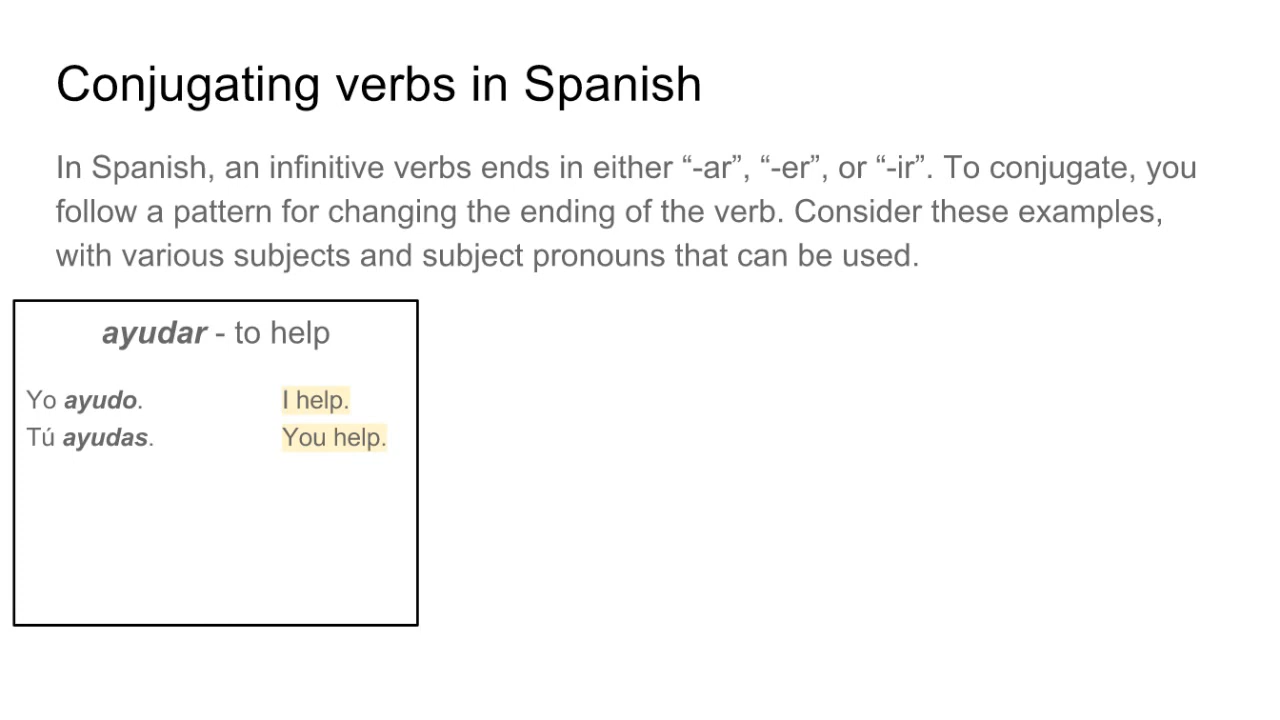 Conjugating verbs in Spanish
In Spanish, an infinitive verbs ends in either “-ar”, “-er”, or “-ir”. To conjugate, you
follow a pattern for changing the ending of the verb. Consider these examples,
with various subjects and subject pronouns that can be used.
ayudar - to help
Yo ayudo. I help.
Tú ayudas. You help.